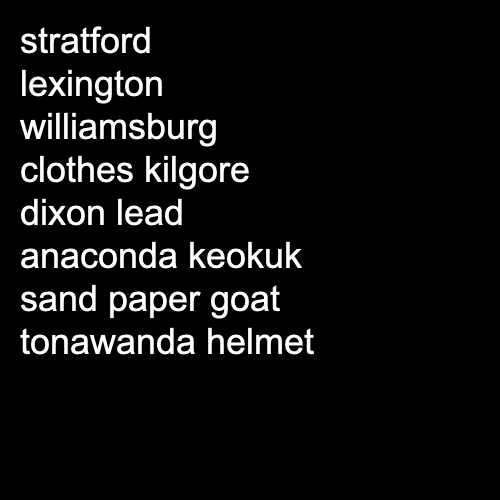 stratford
lexington
williamsburg
clothes kilgore
dixon lead
anaconda keokuk
sand paper goat
tonawanda helmet